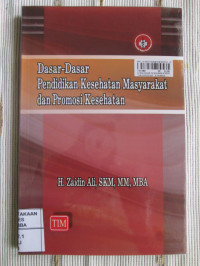 Dasar-Dasar
Pendidikan Kesehatan Masyarakat
dan Promosi Kesehatan
H. Zaidin Ali, SKM, MM, MBA
TIM